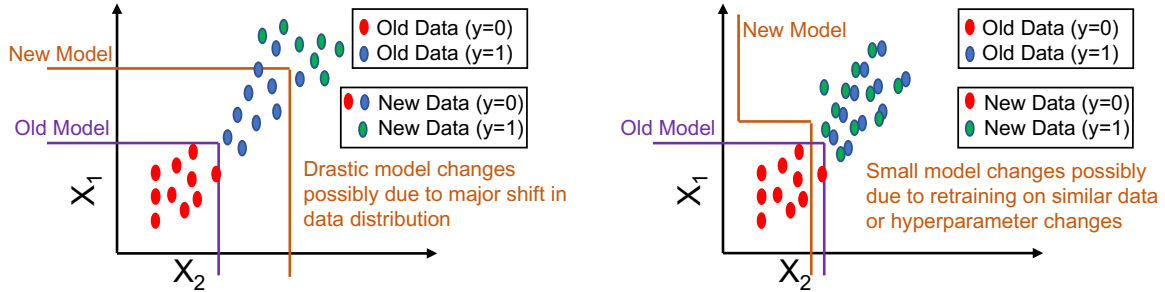 Old Data (y=0)
Old Data (y=1)
New Model
New Data (y=0)
New Data (y=1)
Old Model
Drastic model changes
possibly due to major shift in
data distribution
X1
X2
New Model
Old Data (y=0)
Old Data (y=1)
New Data (y=0)
New Data (y=1)
Old Model
Small model changes possibly
due to retraining on similar data
or hyperparameter changes
X1
X2